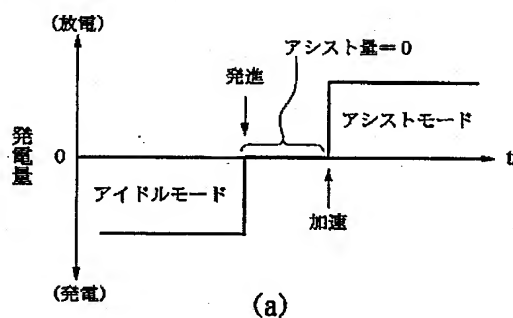 (放電)
アシスト量=0
発進
アシストモード
発電量
0
t
アイドルモード
加速
(発電)
(a)